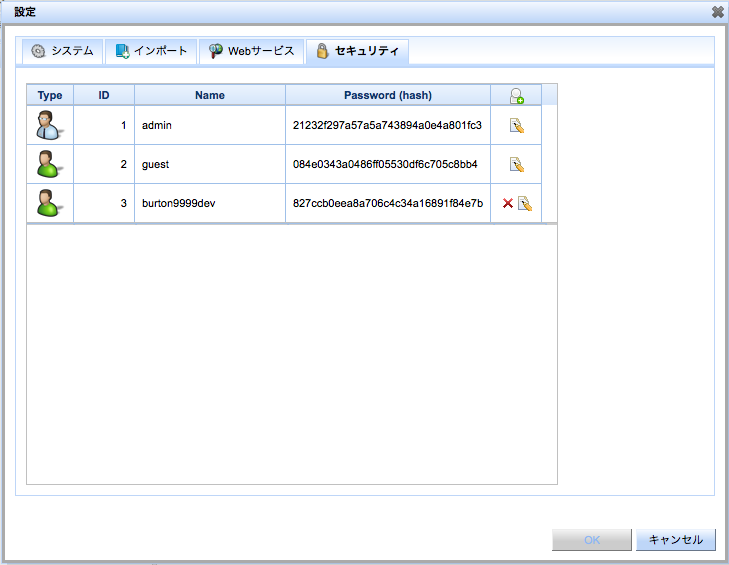 設定
システム インポート Webサービス セキュリティ
Type ID Name Password (hash)
1 admin 21232f297a57a5a743894a0e4a801fc3
2 guest 084e0343a0486ff05530df6c705c8bb4
3 burton9999dev 827ccb0eea8a706c4c34a16891f84e7b
OK キャンセル